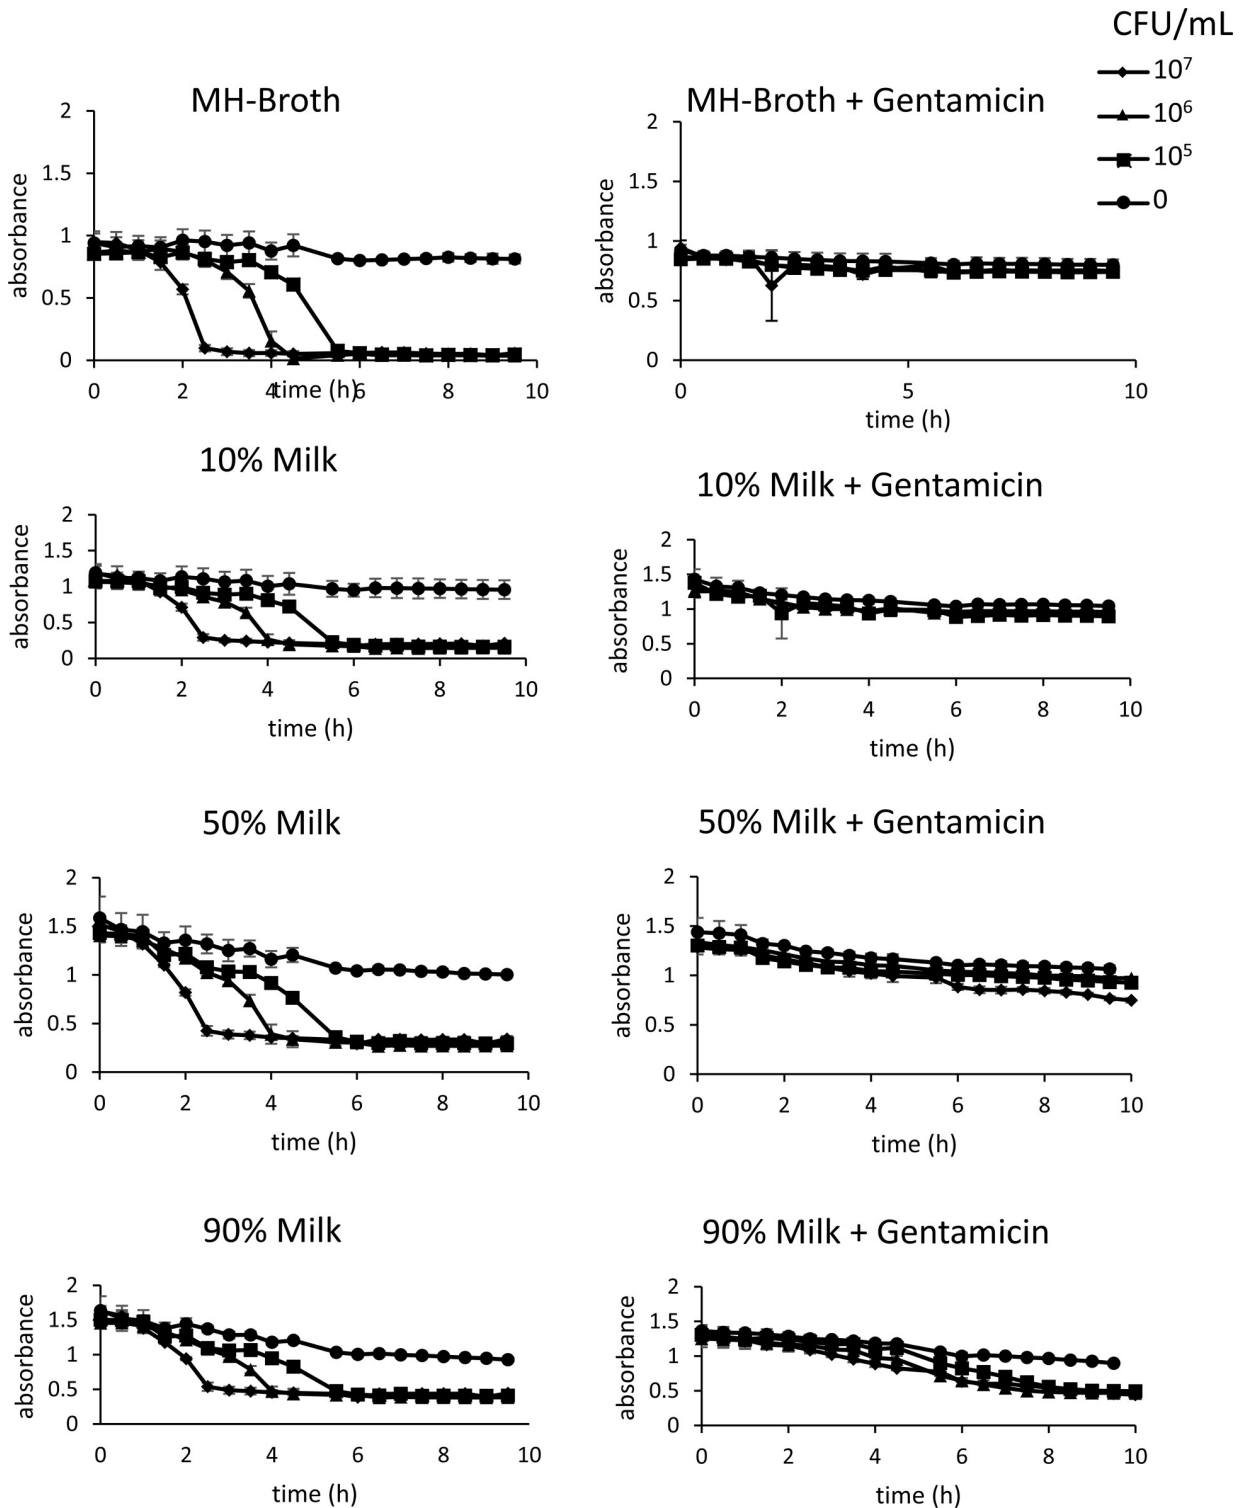 CFU/mL
10⁷
10⁶
10⁵
0
MH-Broth
absorbance
2
1.5
1
0.5
0
0 2 4 6 8 10
time (h)
MH-Broth + Gentamicin
absorbance
2
1.5
1
0.5
0
0 5 10
time (h)
10% Milk
absorbance
2
1.5
1
0.5
0
0 2 4 6 8 10
time (h)
10% Milk + Gentamicin
absorbance
2
1.5
1
0.5
0
0 2 4 6 8 10
time (h)
50% Milk
absorbance
2
1.5
1
0.5
0
0 2 4 6 8 10
time (h)
50% Milk + Gentamicin
absorbance
2
1.5
1
0.5
0
0 2 4 6 8 10
time (h)
90% Milk
absorbance
2
1.5
1
0.5
0
0 2 4 6 8 10
time (h)
90% Milk + Gentamicin
absorbance
2
1.5
1
0.5
0
0 2 4 6 8 10
time (h)